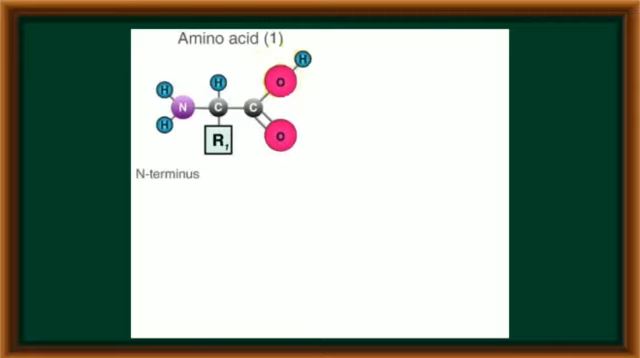 Amino acid (1)
H
H H
N C C O
H R1 O
N-terminus